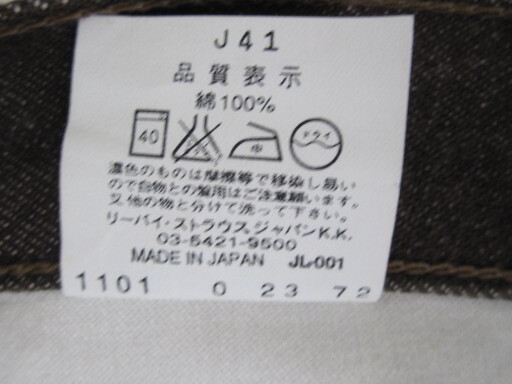 J41
品質表示
綿100%
40 中 ドライ
濃色のものは摩擦等で移染し易い
ので白物との着用はご注意願います。
又他の物と分けて洗って下さい。
リーバイ・ストラウスジャパンK.K.
03-5421-9500
MADE IN JAPAN JL-001
1101 0 23 72